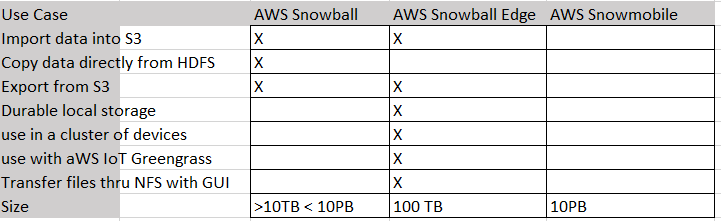 Use Case AWS Snowball AWS Snowball Edge AWS Snowmobile
Import data into S3 X X
Copy data directly from HDFS X
Export from S3 X X
Durable local storage X
use in a cluster of devices X
use with aWS IoT Greengrass X
Transfer files thru NFS with GUI X
Size >10TB < 10PB 100 TB 10PB